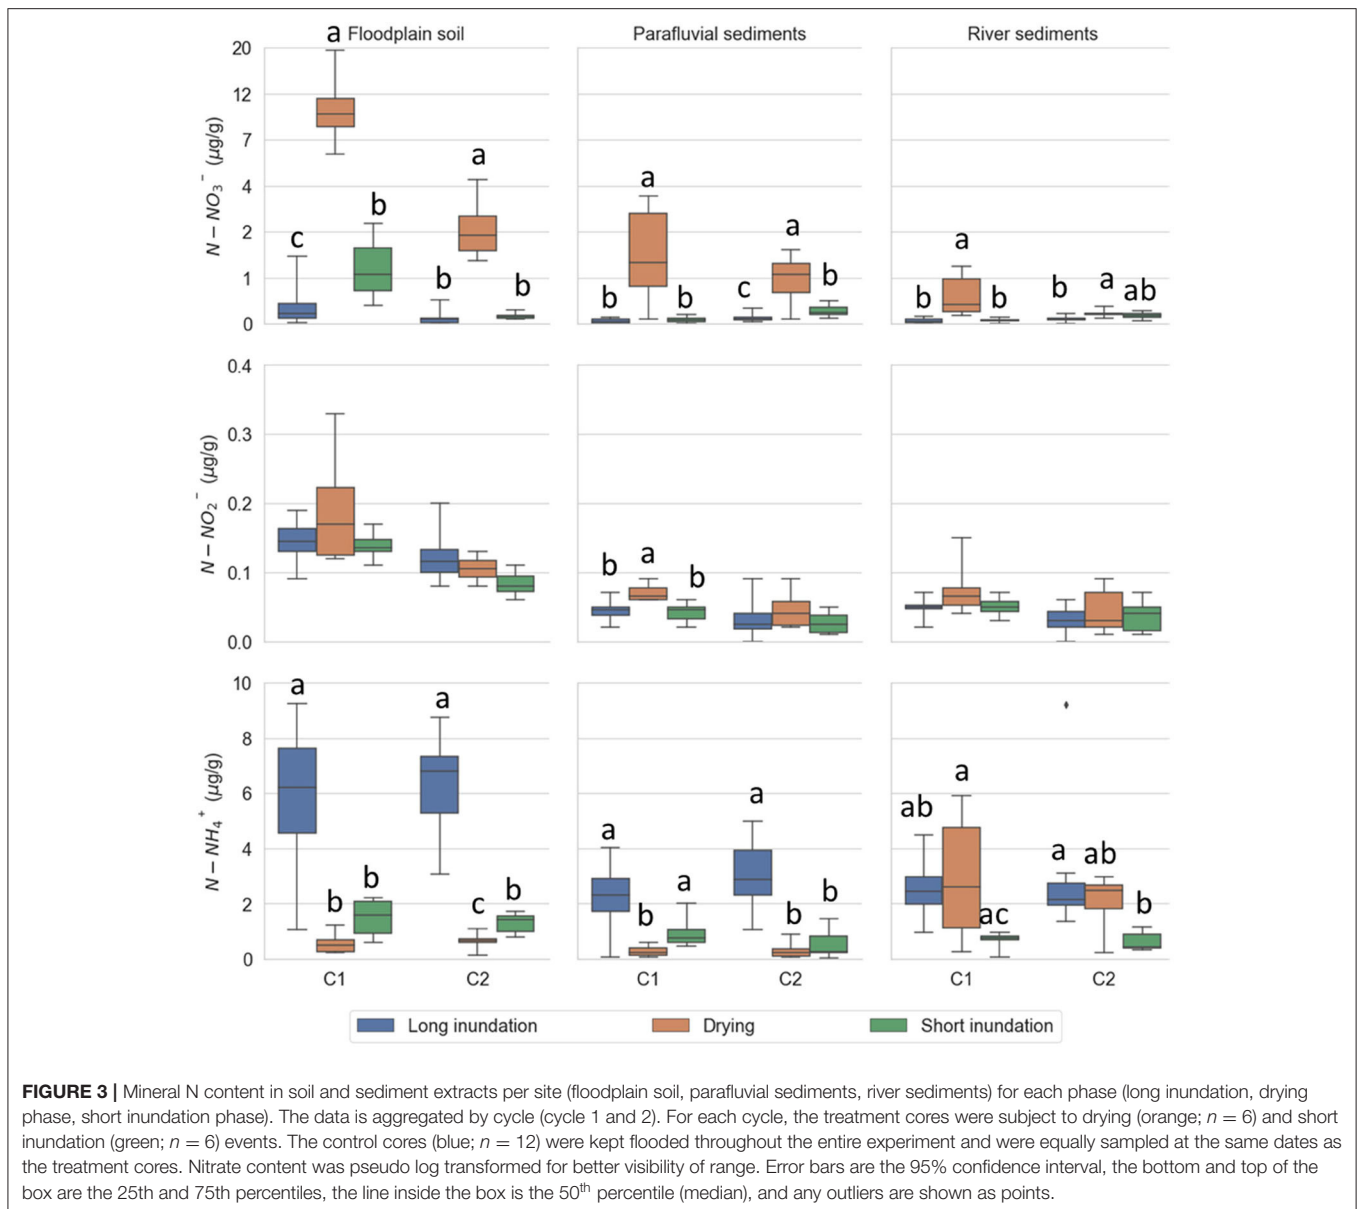 Floodplain soil Parafluvial sediments River sediments
N − NO₃⁻ (µg/g)
20
12
7
4
2
1
0
a
c
b
b
a
b
b
a
b
c
a
b
b
a
b
b
a
ab
N − NO₂⁻ (µg/g)
0.4
0.3
0.2
0.1
0.0
b
a
b
N − NH₄⁺ (µg/g)
10
8
6
4
2
0
a
b
b
a
c
b
a
b
a
a
b
b
ab
a
ac
a
ab
b
C1 C2 C1 C2 C1 C2
Long inundation Drying Short inundation
FIGURE 3 | Mineral N content in soil and sediment extracts per site (floodplain soil, parafluvial sediments, river sediments) for each phase (long inundation, drying
phase, short inundation phase). The data is aggregated by cycle (cycle 1 and 2). For each cycle, the treatment cores were subject to drying (orange; n = 6) and short
inundation (green; n = 6) events. The control cores (blue; n = 12) were kept flooded throughout the entire experiment and were equally sampled at the same dates as
the treatment cores. Nitrate content was pseudo log transformed for better visibility of range. Error bars are the 95% confidence interval, the bottom and top of the
box are the 25th and 75th percentiles, the line inside the box is the 50th percentile (median), and any outliers are shown as points.